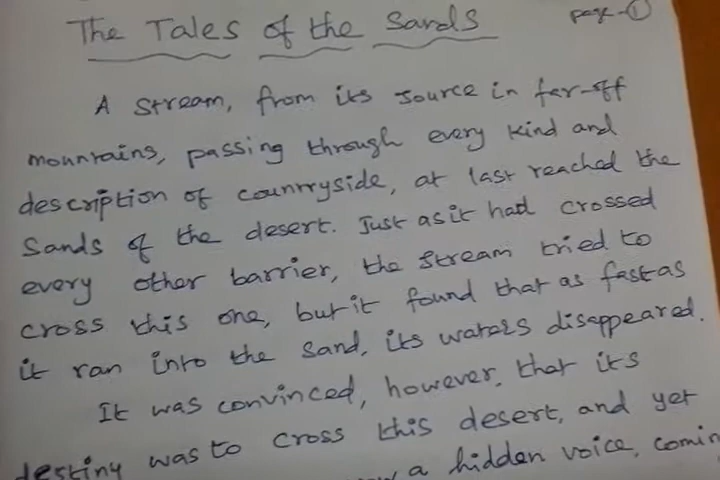 The Tales of the Sands
page-1
A stream, from its source in far-off
mountains, passing through every kind and
description of countryside, at last reached the
sands of the desert. Just as it had crossed
every other barrier, the stream tried to
cross this one, but it found that as fast as
it ran into the sand, its waters disappeared.
It was convinced, however, that its
destiny was to cross this desert, and yet
a hidden voice, comin